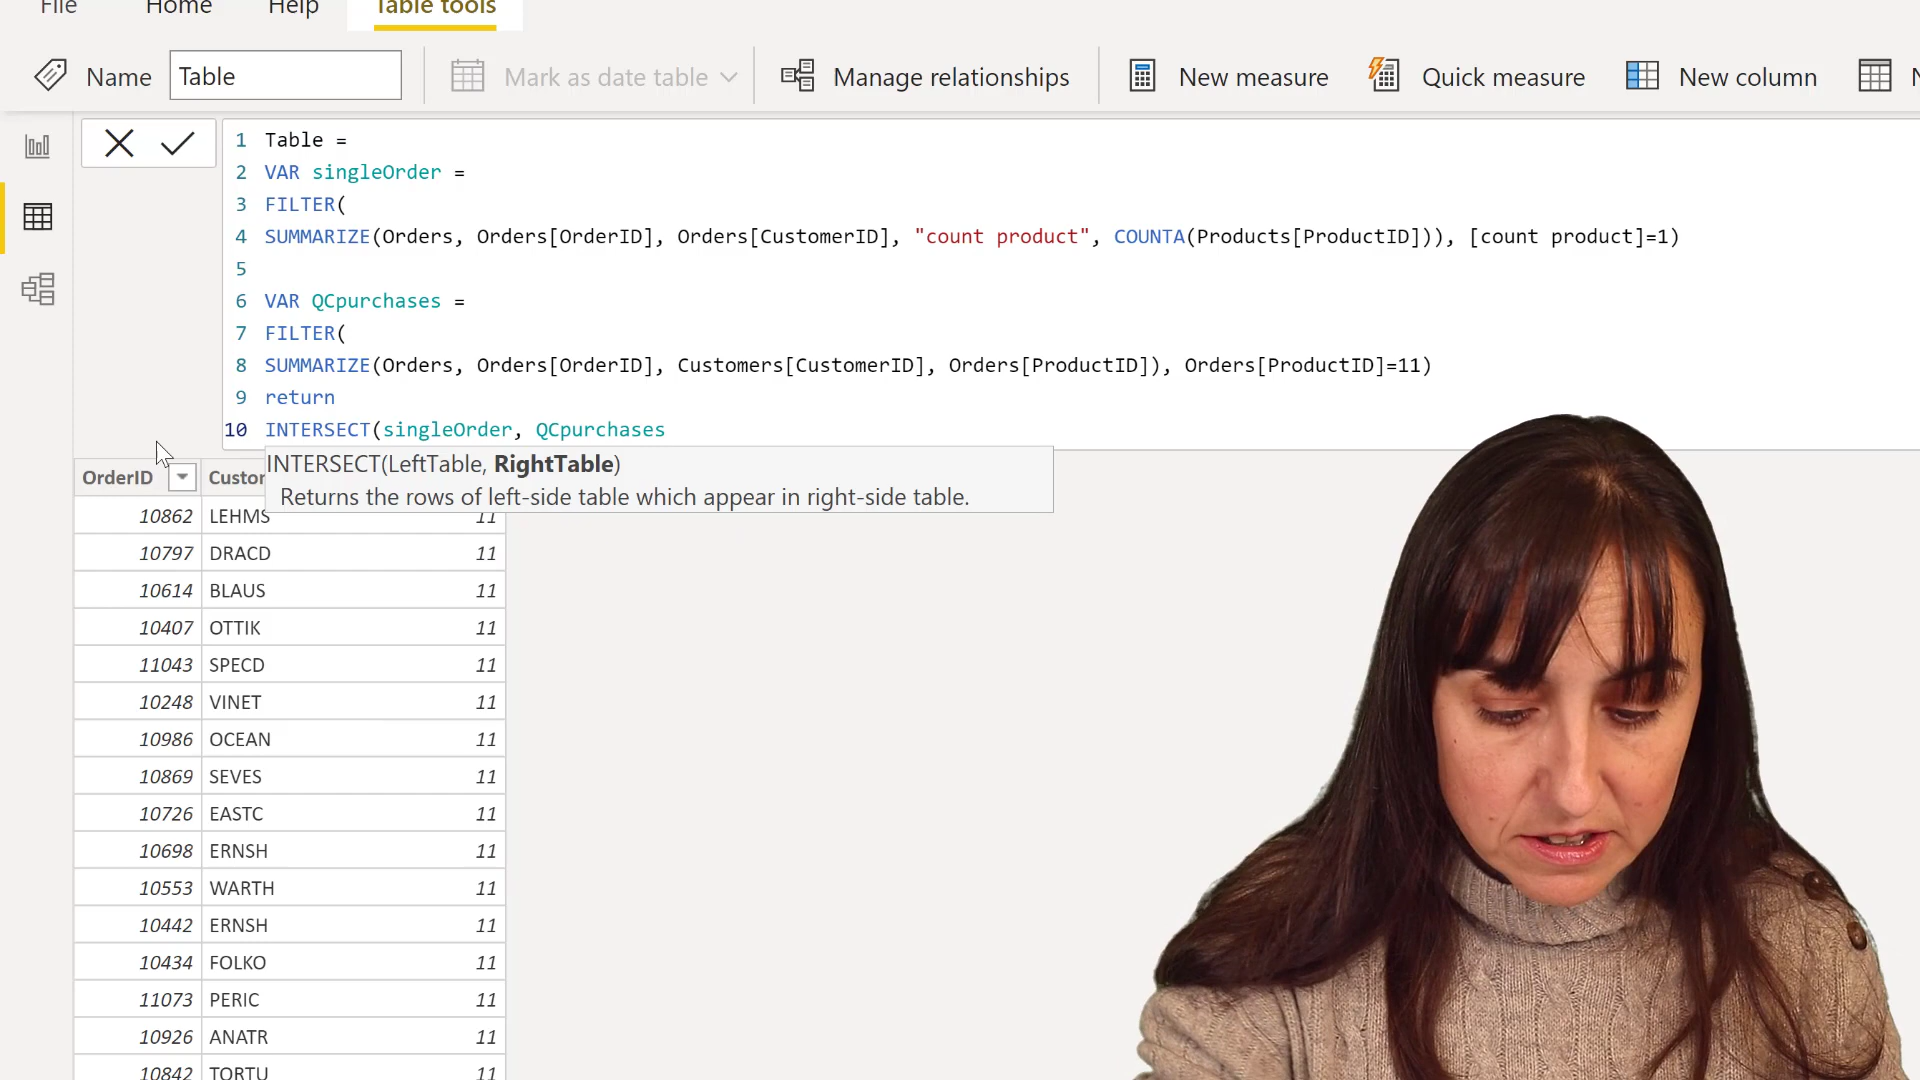 File Home Help Table tools
Name Table Mark as date table Manage relationships New measure Quick measure New column
1 Table =
2 VAR singleOrder =
3 FILTER(
4 SUMMARIZE(Orders, Orders[OrderID], Orders[CustomerID], "count product", COUNTA(Products[ProductID])), [count product]=1)
5
6 VAR QCpurchases =
7 FILTER(
8 SUMMARIZE(Orders, Orders[OrderID], Customers[CustomerID], Orders[ProductID]), Orders[ProductID]=11)
9 return
10 INTERSECT(singleOrder, QCpurchases
INTERSECT(LeftTable, RightTable)
OrderID Custor
Returns the rows of left-side table which appear in right-side table.
10862 LEHMS 11
10797 DRACD 11
10614 BLAUS 11
10407 OTTIK 11
11043 SPECD 11
10248 VINET 11
10986 OCEAN 11
10869 SEVES 11
10726 EASTC 11
10698 ERNSH 11
10553 WARTH 11
10442 ERNSH 11
10434 FOLKO 11
11073 PERIC 11
10926 ANATR 11
10842 TORTU 11